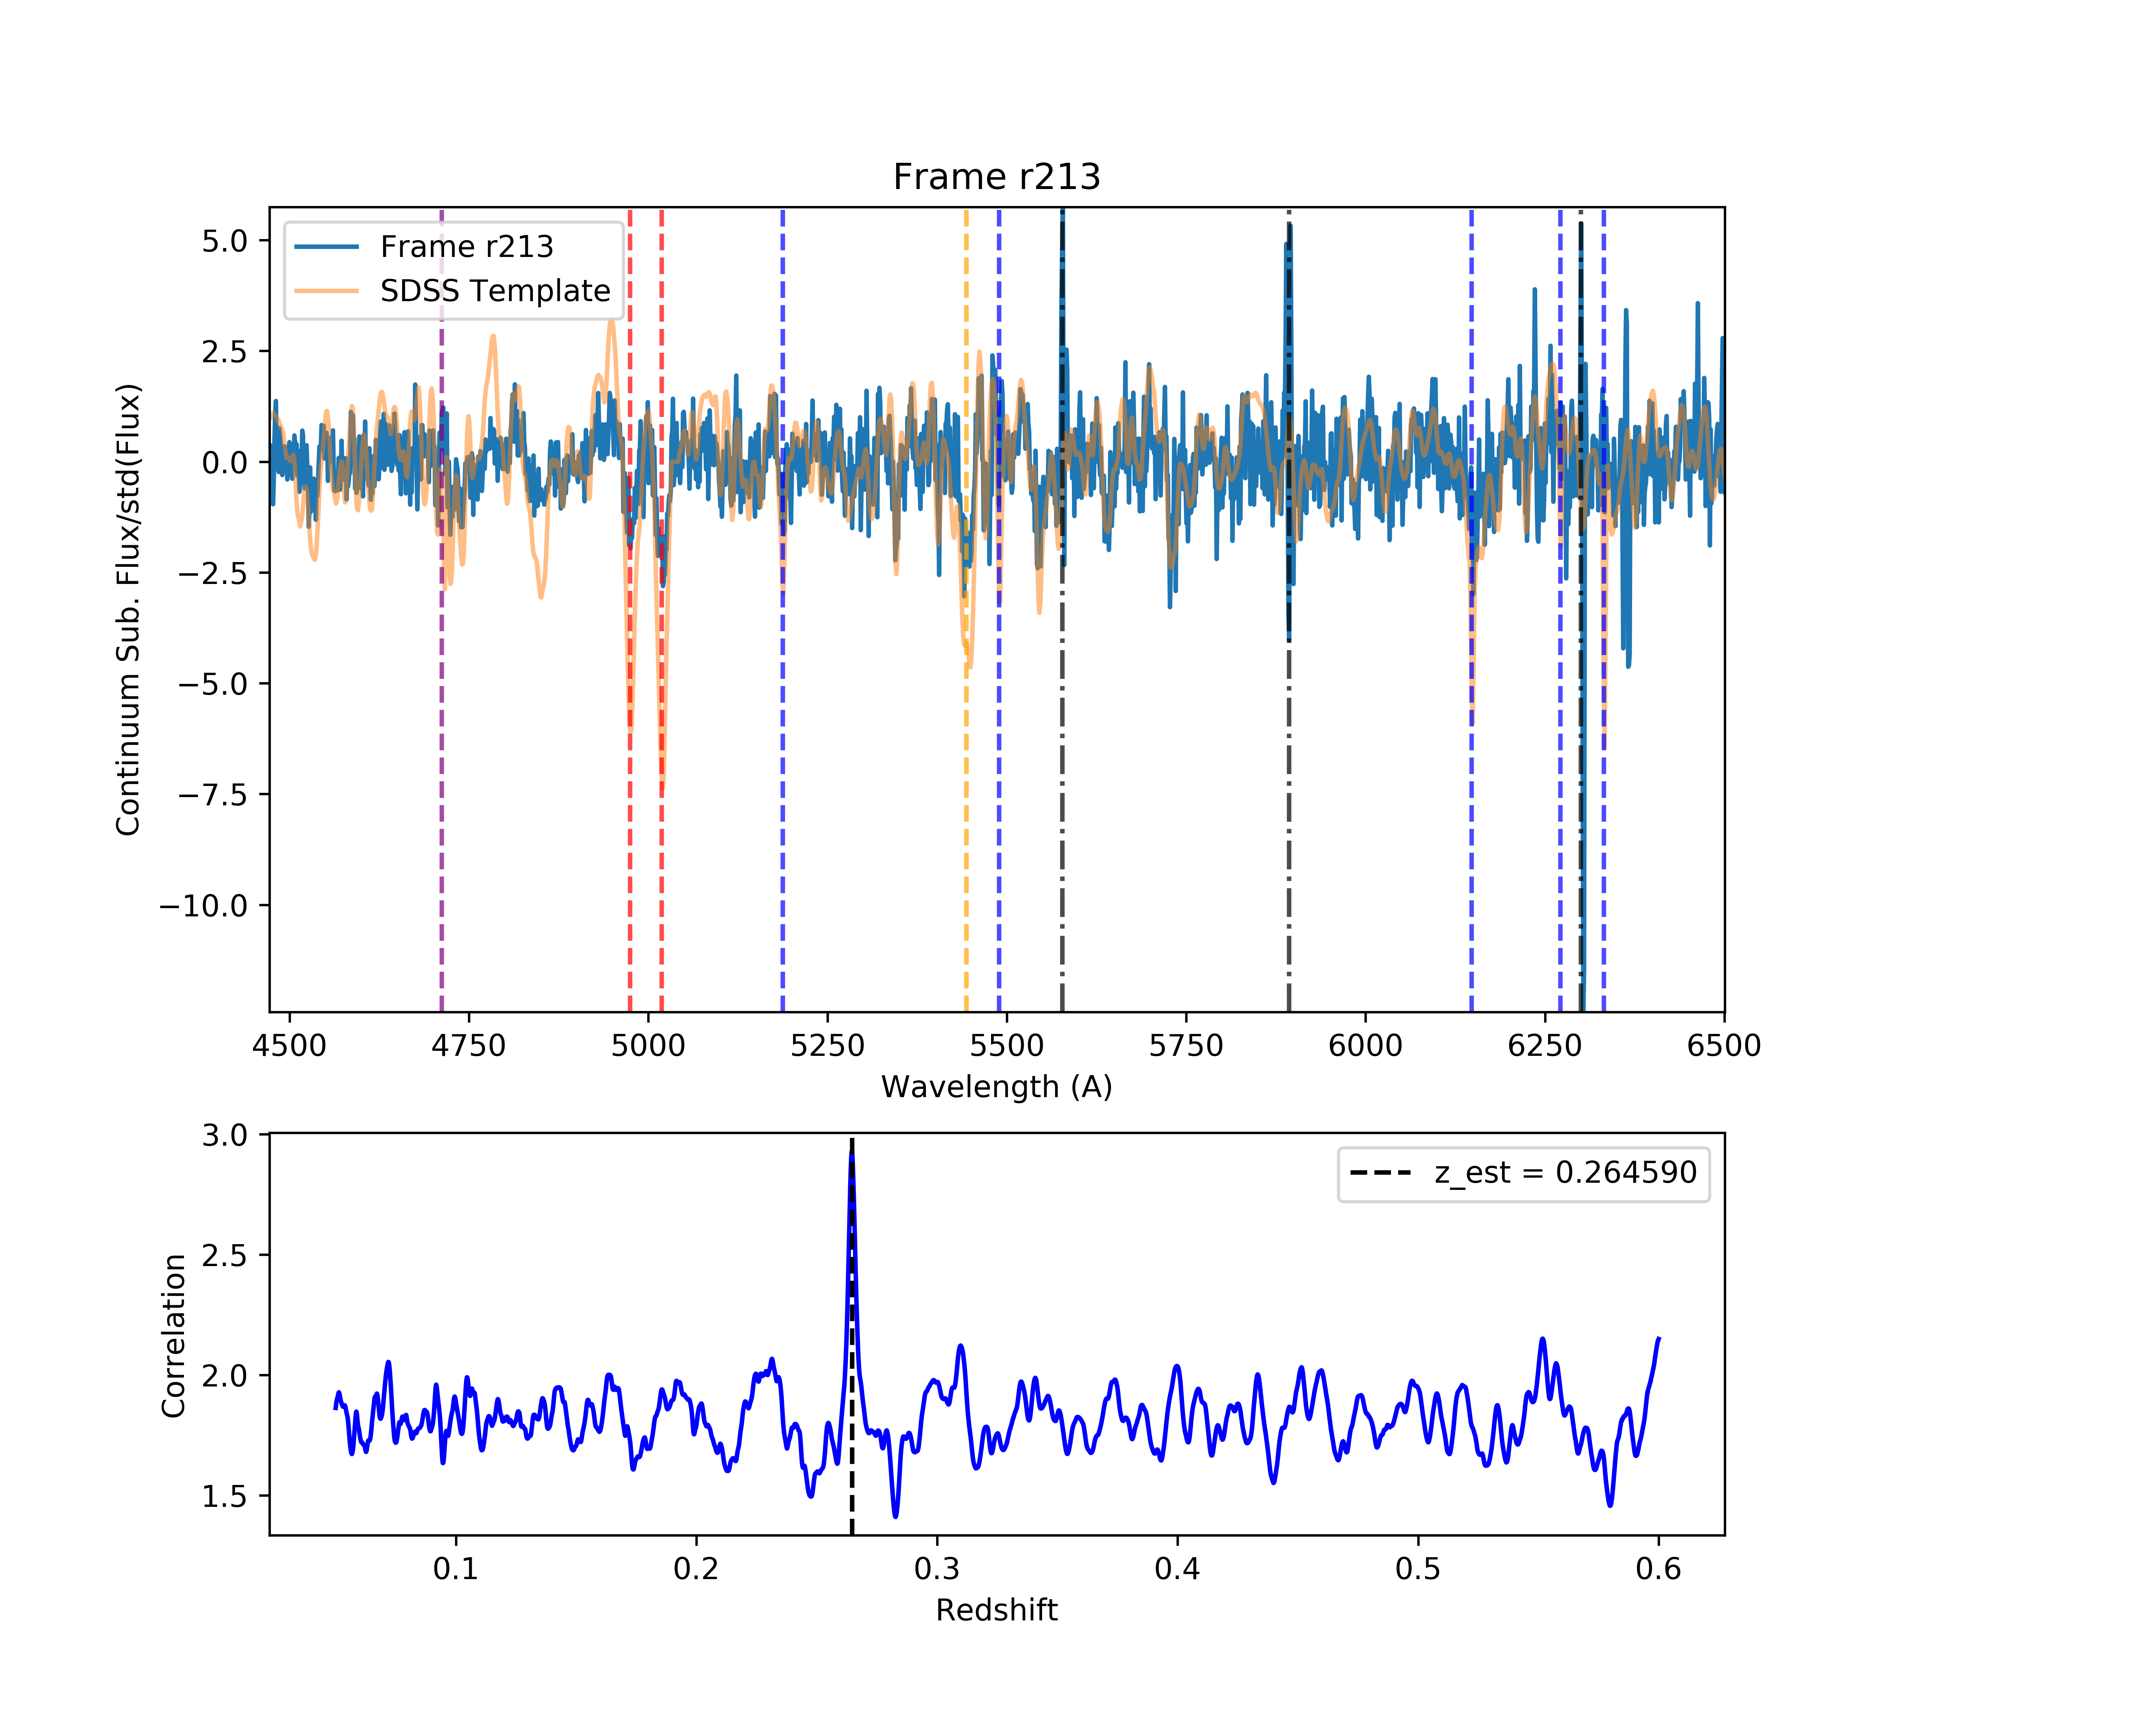 Frame r213
Frame r213
SDSS Template
5.0
2.5
0.0
−2.5
−5.0
−7.5
−10.0
Continuum Sub. Flux/std(Flux)
4500 4750 5000 5250 5500 5750 6000 6250 6500
Wavelength (A)
z_est = 0.264590
3.0
2.5
2.0
1.5
Correlation
0.1 0.2 0.3 0.4 0.5 0.6
Redshift